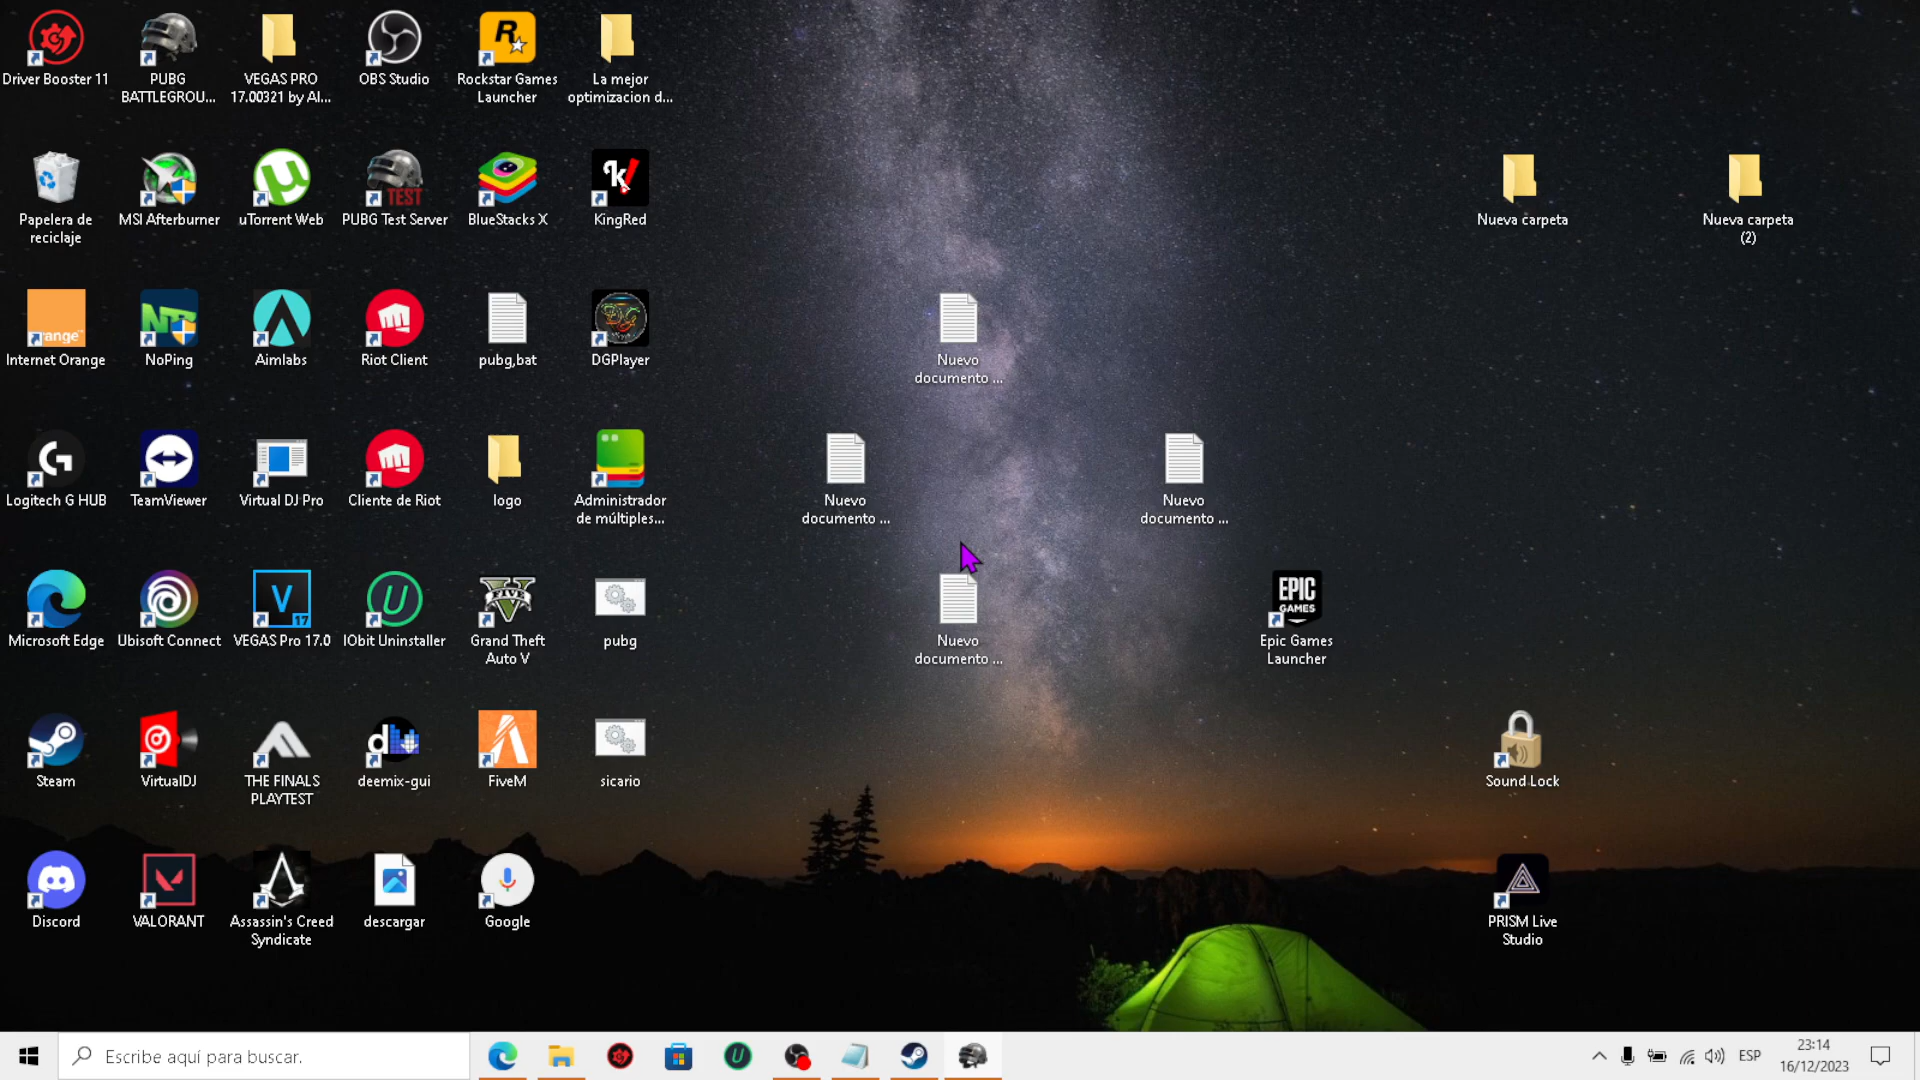 Driver Booster 11
PUBG
BATTLEGROU...
VEGAS PRO
17.00321 by Al...
OBS Studio
R
Rockstar Games
Launcher
La mejor
optimizacion d...
Papelera de
reciclaje
MSI Afterburner
µ
uTorrent Web
TEST
PUBG Test Server
BlueStacks X
k!
KingRed
Nueva carpeta
Nueva carpeta
(2)
ange
Internet Orange
NoPing
Aimlabs
Riot Client
pubg,bat
DGPlayer
Nuevo
documento ...
G
Logitech G HUB
TeamViewer
Virtual DJ Pro
Cliente de Riot
logo
Administrador
de múltiples...
Nuevo
documento ...
Nuevo
documento ...
Microsoft Edge
Ubisoft Connect
V
17
VEGAS Pro 17.0
U
IObit Uninstaller
V
FIVE
Grand Theft
Auto V
pubg
Nuevo
documento ...
EPIC
GAMES
Epic Games
Launcher
Steam
VirtualDJ
THE FINALS
PLAYTEST
d
deemix-gui
FiveM
sicario
Sound Lock
Discord
VALORANT
Assassin's Creed
Syndicate
descargar
Google
PRISM Live
Studio
Escribe aquí para buscar.
U
ESP
23:14
16/12/2023